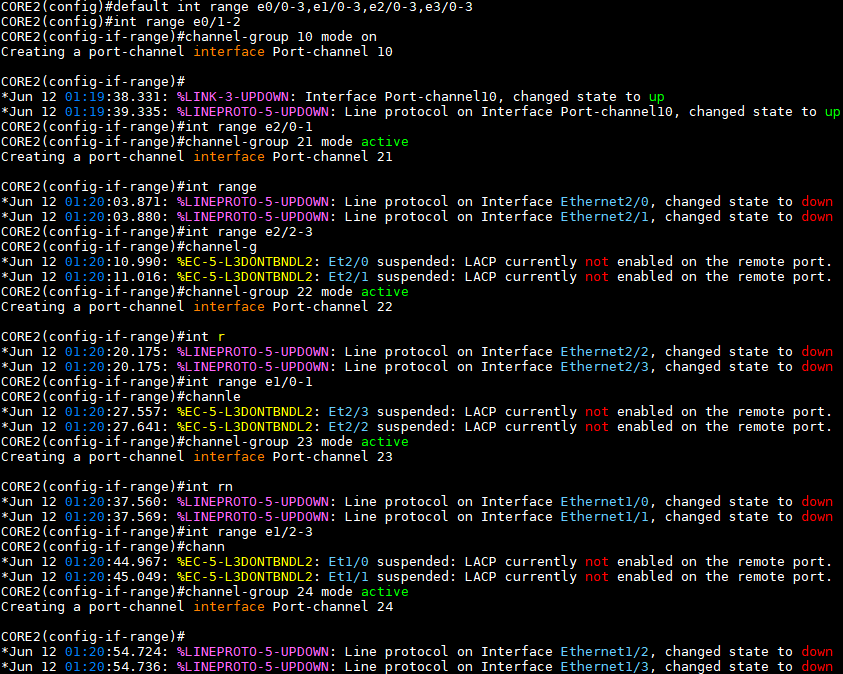 CORE2(config)#default int range e0/0-3,e1/0-3,e2/0-3,e3/0-3
CORE2(config)#int range e0/1-2
CORE2(config-if-range)#channel-group 10 mode on
Creating a port-channel interface Port-channel 10
CORE2(config-if-range)#
*Jun 12 01:19:38.331: %LINK-3-UPDOWN: Interface Port-channel10, changed state to up
*Jun 12 01:19:39.335: %LINEPROTO-5-UPDOWN: Line protocol on Interface Port-channel10, changed state to up
CORE2(config-if-range)#int range e2/0-1
CORE2(config-if-range)#channel-group 21 mode active
Creating a port-channel interface Port-channel 21
CORE2(config-if-range)#int range
*Jun 12 01:20:03.871: %LINEPROTO-5-UPDOWN: Line protocol on Interface Ethernet2/0, changed state to down
*Jun 12 01:20:03.880: %LINEPROTO-5-UPDOWN: Line protocol on Interface Ethernet2/1, changed state to down
CORE2(config-if-range)#int range e2/2-3
CORE2(config-if-range)#channel-g
*Jun 12 01:20:10.990: %EC-5-L3DONTBNDL2: Et2/0 suspended: LACP currently not enabled on the remote port.
*Jun 12 01:20:11.016: %EC-5-L3DONTBNDL2: Et2/1 suspended: LACP currently not enabled on the remote port.
CORE2(config-if-range)#channel-group 22 mode active
Creating a port-channel interface Port-channel 22
CORE2(config-if-range)#int r
*Jun 12 01:20:20.175: %LINEPROTO-5-UPDOWN: Line protocol on Interface Ethernet2/2, changed state to down
*Jun 12 01:20:20.175: %LINEPROTO-5-UPDOWN: Line protocol on Interface Ethernet2/3, changed state to down
CORE2(config-if-range)#int range e1/0-1
CORE2(config-if-range)#channle
*Jun 12 01:20:27.557: %EC-5-L3DONTBNDL2: Et2/3 suspended: LACP currently not enabled on the remote port.
*Jun 12 01:20:27.641: %EC-5-L3DONTBNDL2: Et2/2 suspended: LACP currently not enabled on the remote port.
CORE2(config-if-range)#channel-group 23 mode active
Creating a port-channel interface Port-channel 23
CORE2(config-if-range)#int rn
*Jun 12 01:20:37.560: %LINEPROTO-5-UPDOWN: Line protocol on Interface Ethernet1/0, changed state to down
*Jun 12 01:20:37.569: %LINEPROTO-5-UPDOWN: Line protocol on Interface Ethernet1/1, changed state to down
CORE2(config-if-range)#int range e1/2-3
CORE2(config-if-range)#chann
*Jun 12 01:20:44.967: %EC-5-L3DONTBNDL2: Et1/0 suspended: LACP currently not enabled on the remote port.
*Jun 12 01:20:45.049: %EC-5-L3DONTBNDL2: Et1/1 suspended: LACP currently not enabled on the remote port.
CORE2(config-if-range)#channel-group 24 mode active
Creating a port-channel interface Port-channel 24
CORE2(config-if-range)#
*Jun 12 01:20:54.724: %LINEPROTO-5-UPDOWN: Line protocol on Interface Ethernet1/2, changed state to down
*Jun 12 01:20:54.736: %LINEPROTO-5-UPDOWN: Line protocol on Interface Ethernet1/3, changed state to down